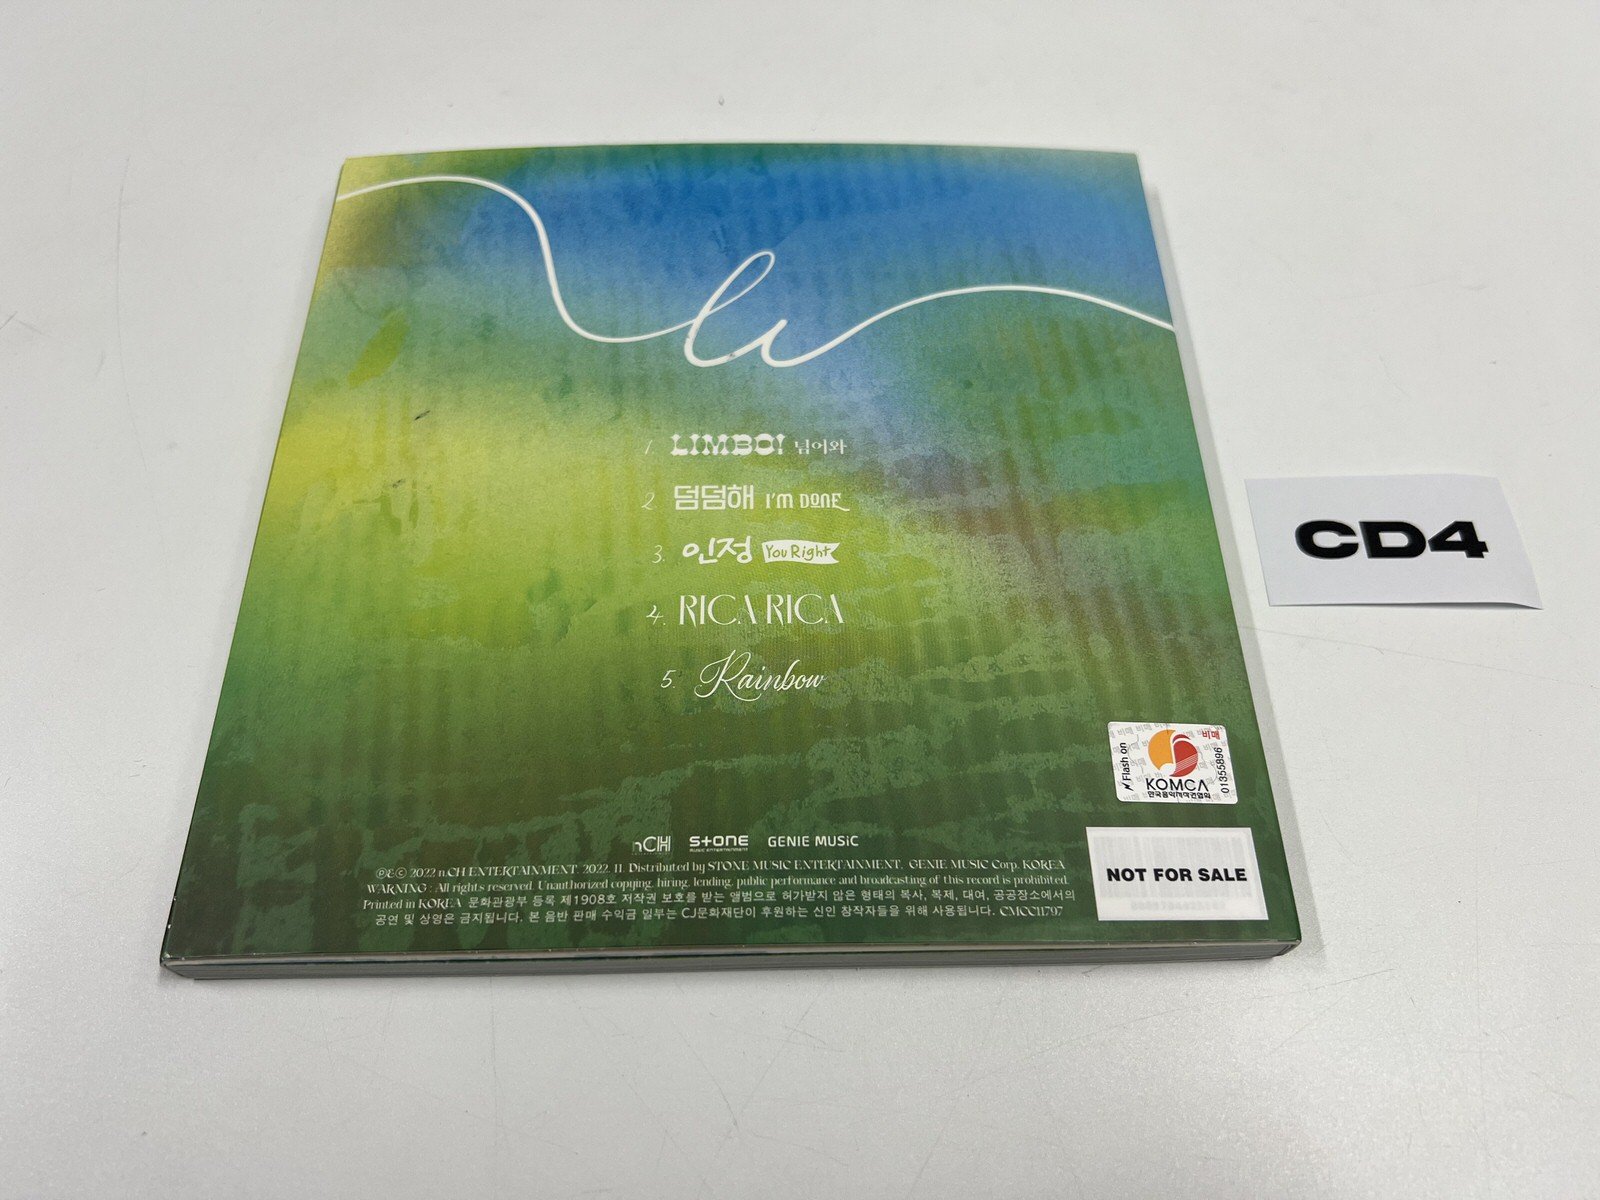 1. LIMBO! 넘어와
2 덤덤해 I'M DONE
3. 인정 You Right
4. RICA RICA
5. Rainbow
CD4
Flash on
비매
KOMCA
한국음악저작권협회
01355896
nCH STONE MUSIC ENTERTAINMENT GENIE MUSIC
NOT FOR SALE
ⓟ&ⓒ 2022 n.CH ENTERTAINMENT. 2022. 11. Distributed by STONE MUSIC ENTERTAINMENT. GENIE MUSIC Corp. KOREA
WARNING : All rights reserved. Unauthorized copying, hiring, lending, public performance and broadcasting of this record is prohibited.
Printed in KOREA 문화관광부 등록 제1908호 저작권 보호를 받는 앨범으로 허가받지 않은 형태의 복사, 복제, 대여, 공공장소에서의
공연 및 상영은 금지됩니다. 본 음반 판매 수익금 일부는 CJ문화재단이 후원하는 신인 창작자들을 위해 사용됩니다. CMCC11797